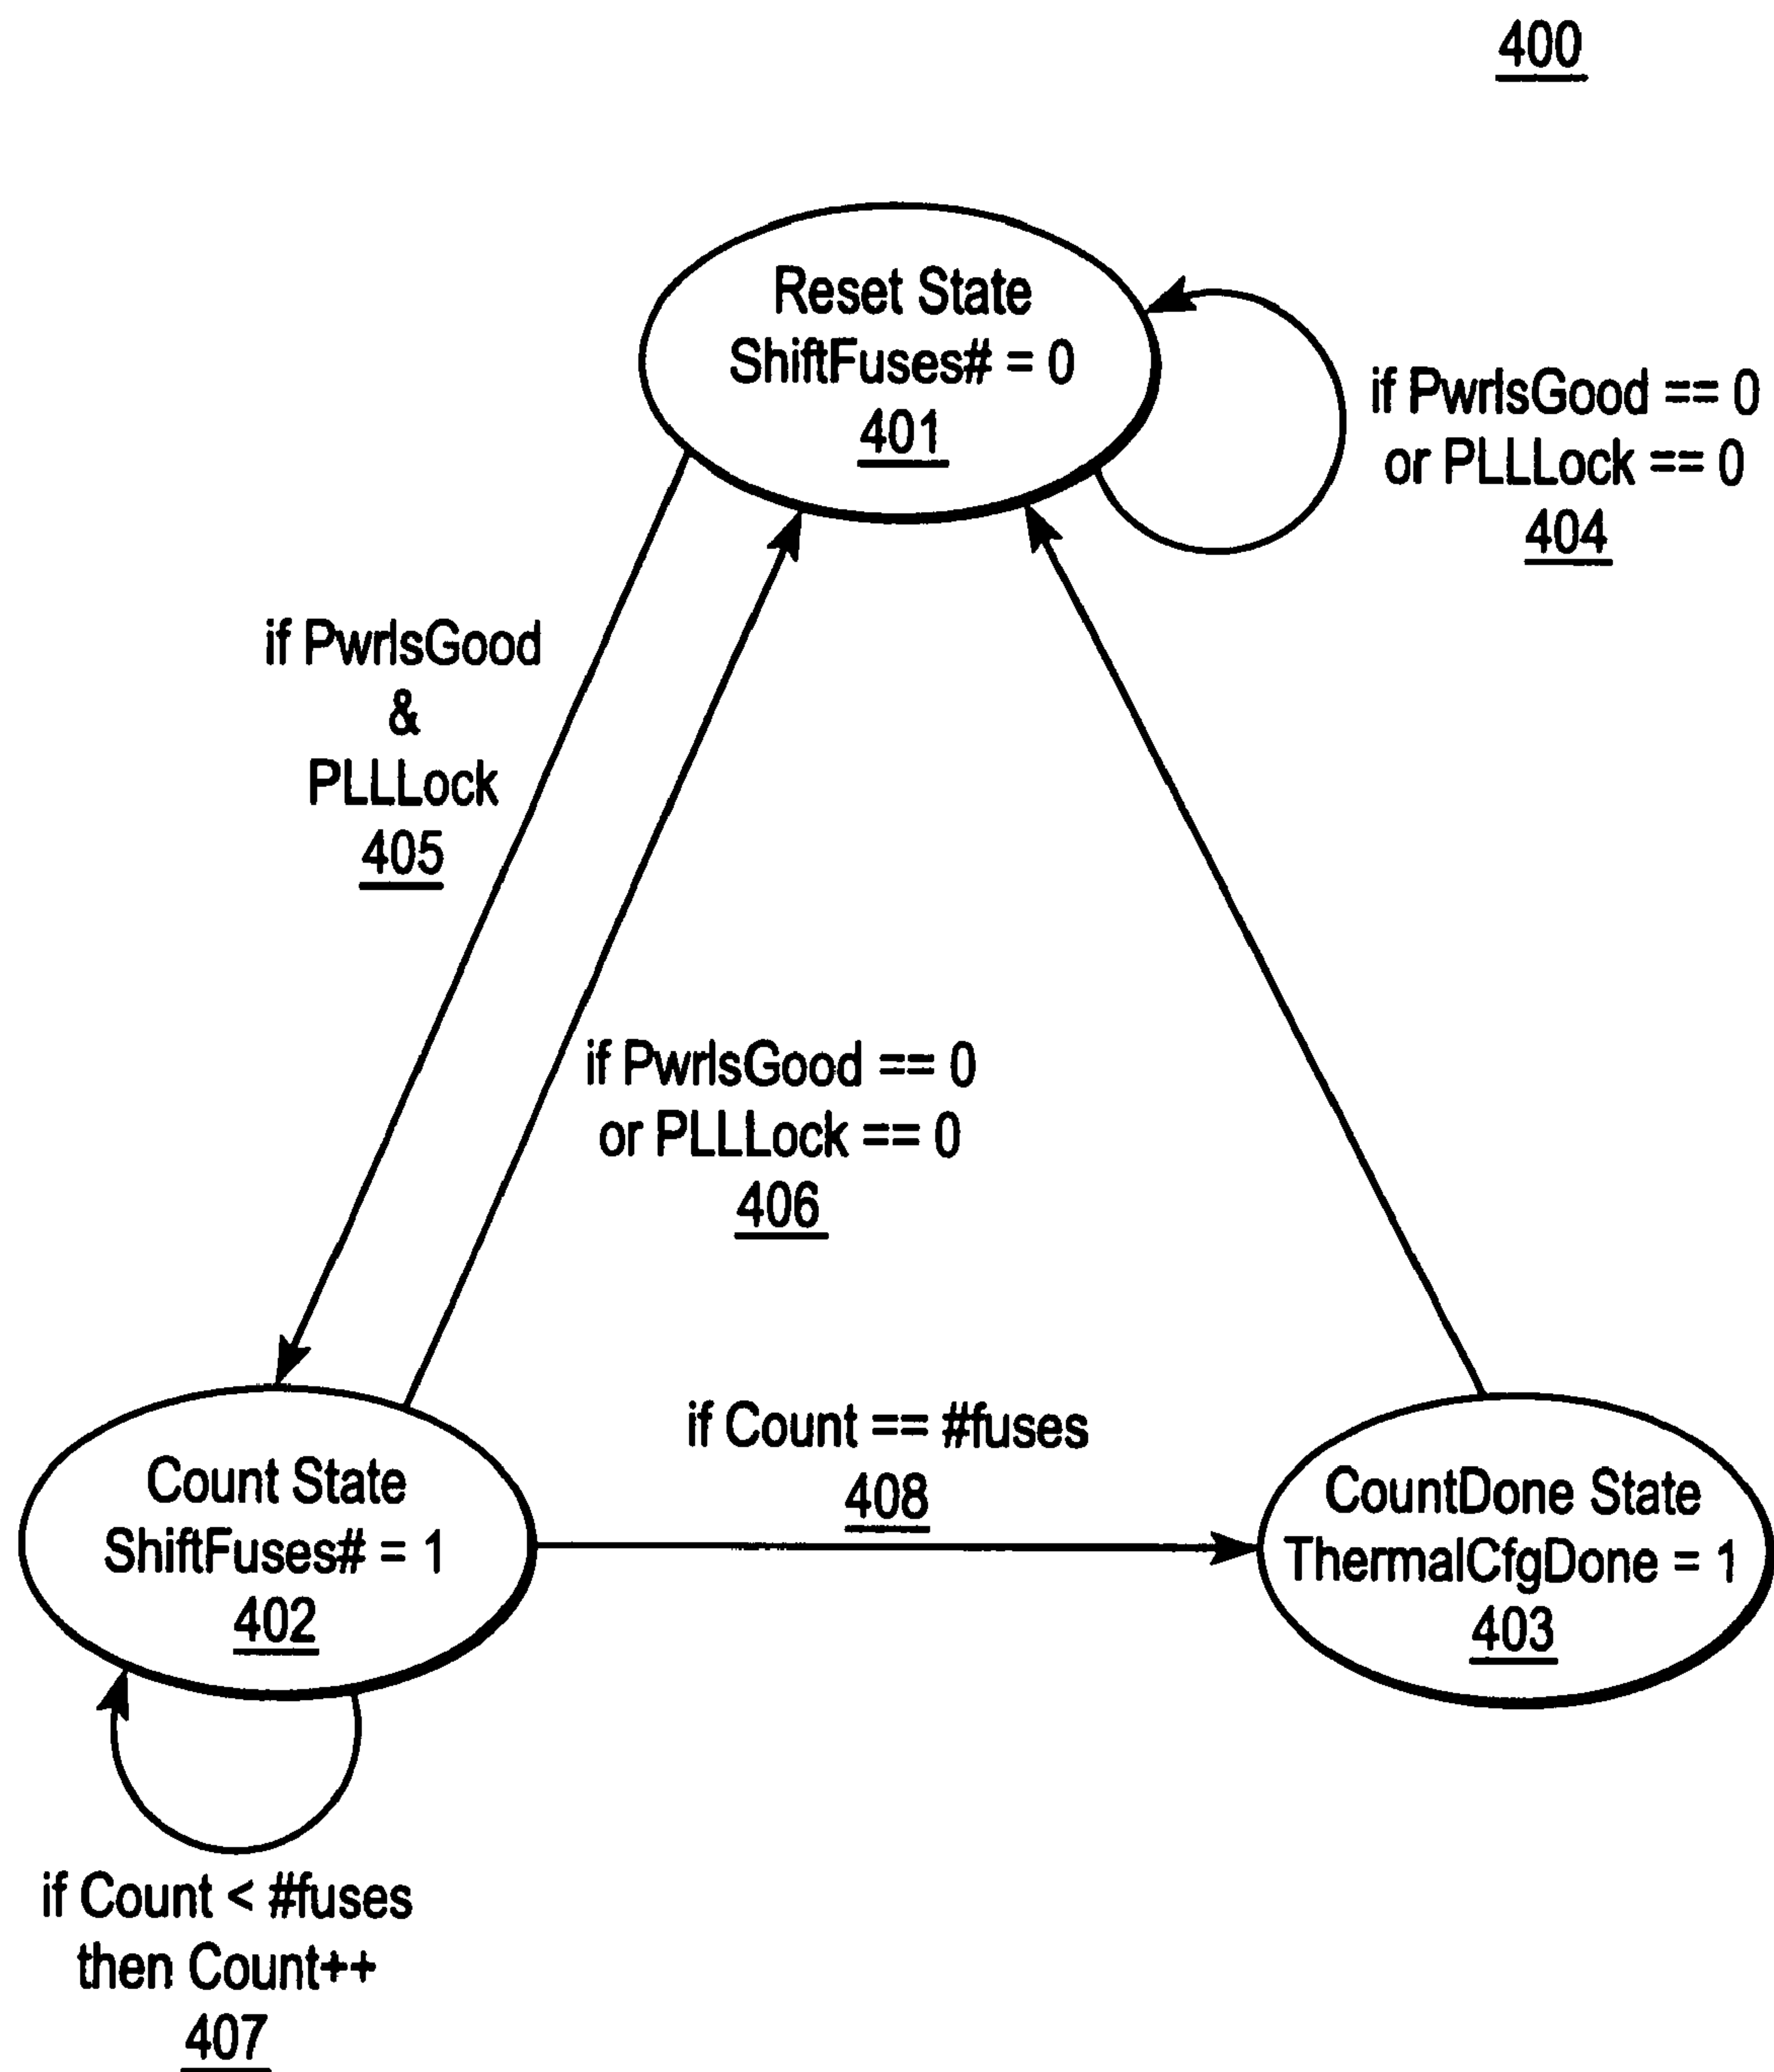 400
Reset State
ShiftFuses# = 0
401
if PwrIsGood == 0
or PLLLock == 0
404
if PwrIsGood
&
PLLLock
405
if PwrIsGood == 0
or PLLLock == 0
406
if Count == #fuses
408
Count State
ShiftFuses# = 1
402
CountDone State
ThermalCfgDone = 1
403
if Count < #fuses
then Count++
407